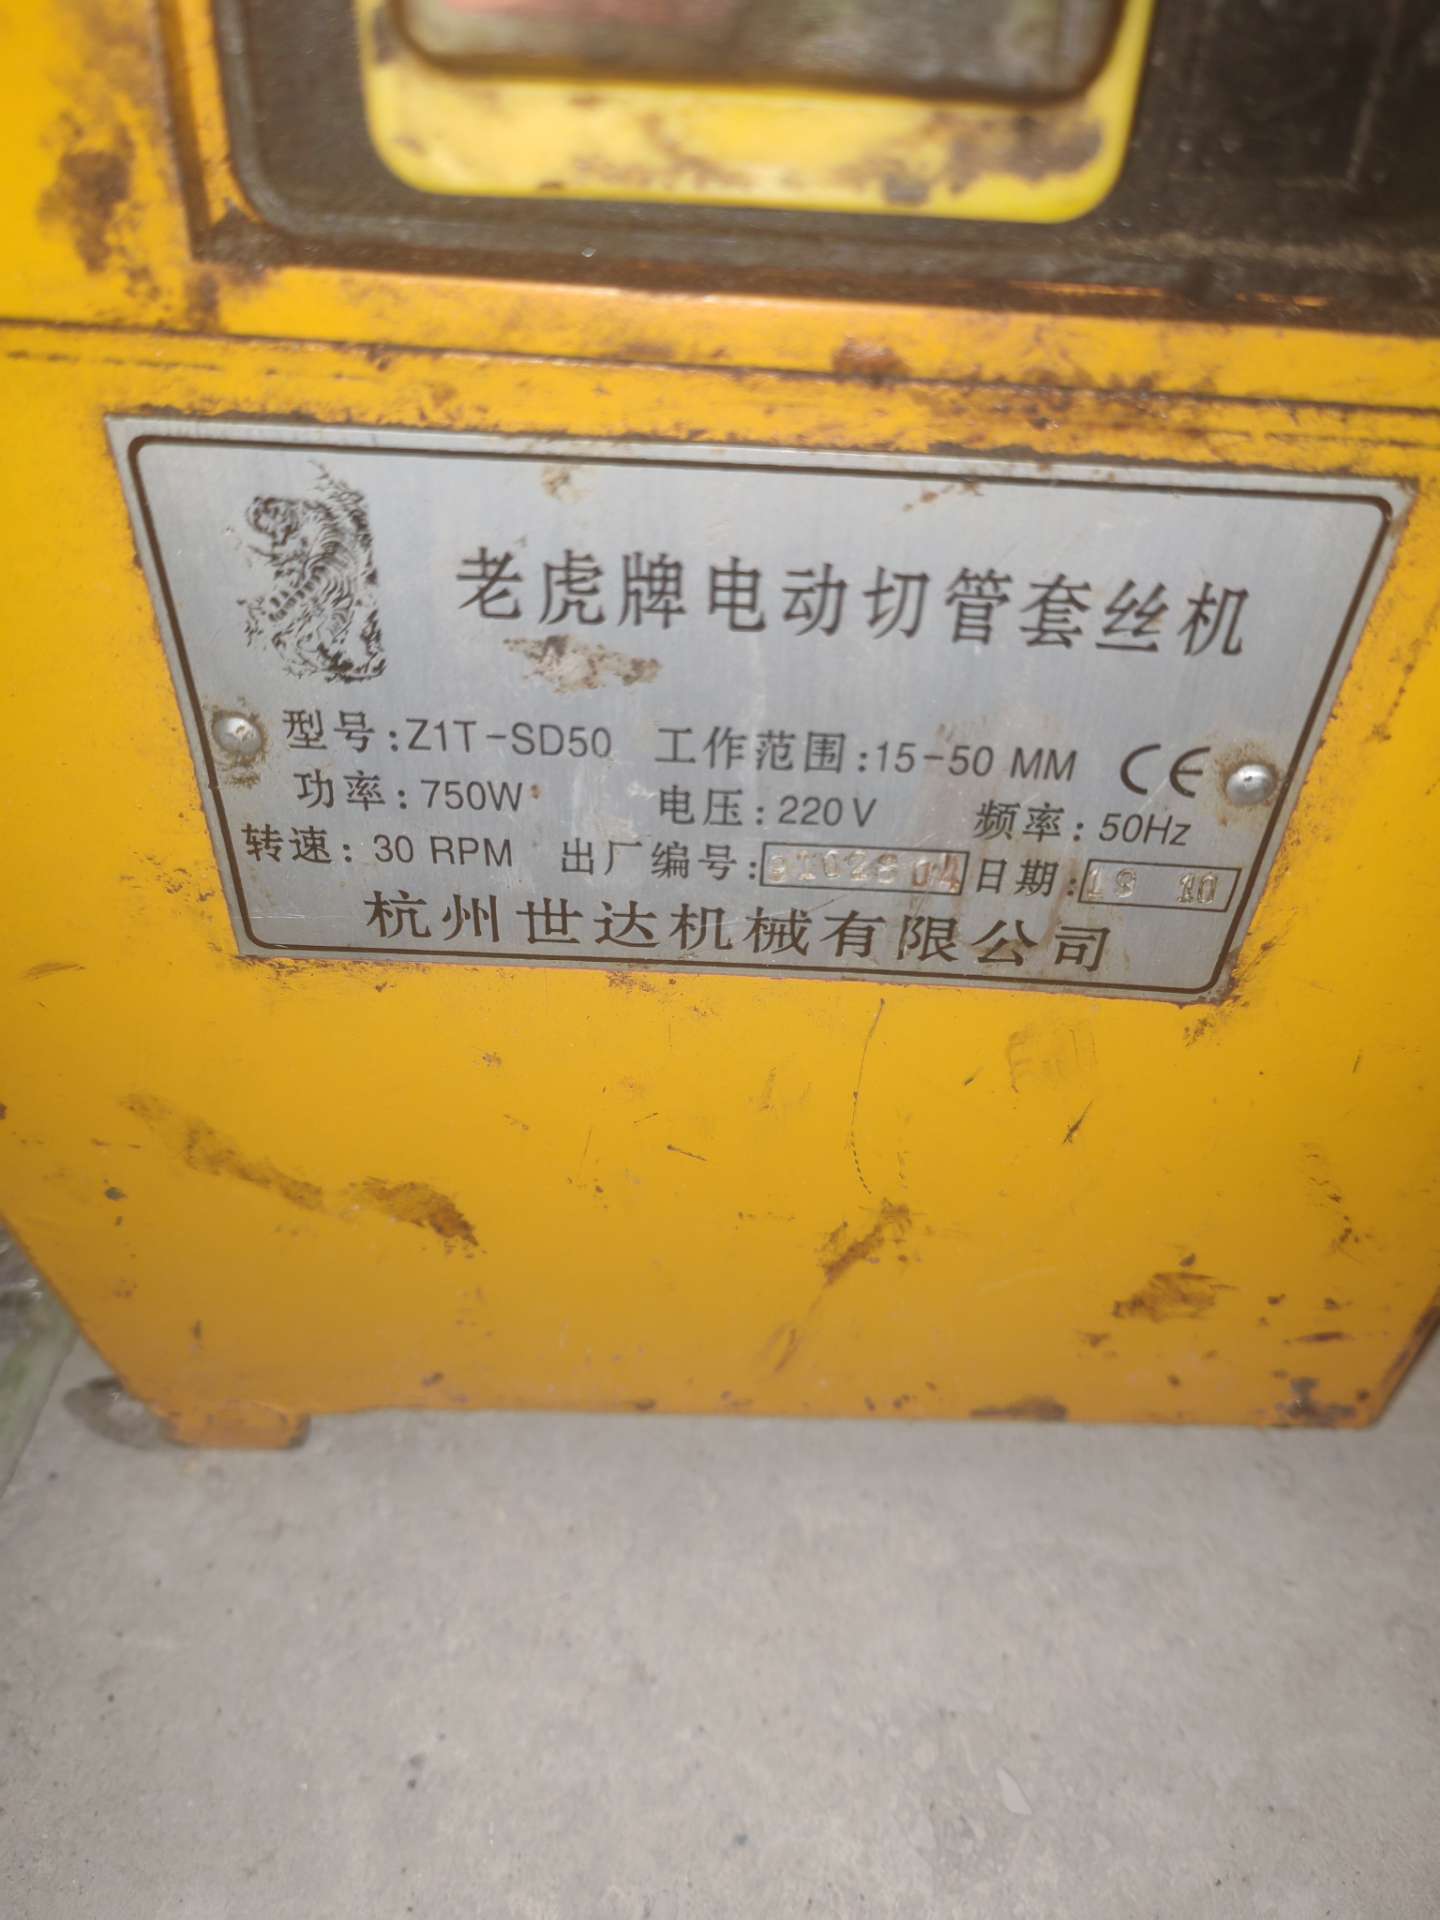 老虎牌电动切管套丝机
型号:Z1T-SD50 工作范围:15-50 MM CE
功率:750W 电压:220V 频率:50Hz
转速:30 RPM 出厂编号: 日期:19 10
杭州世达机械有限公司